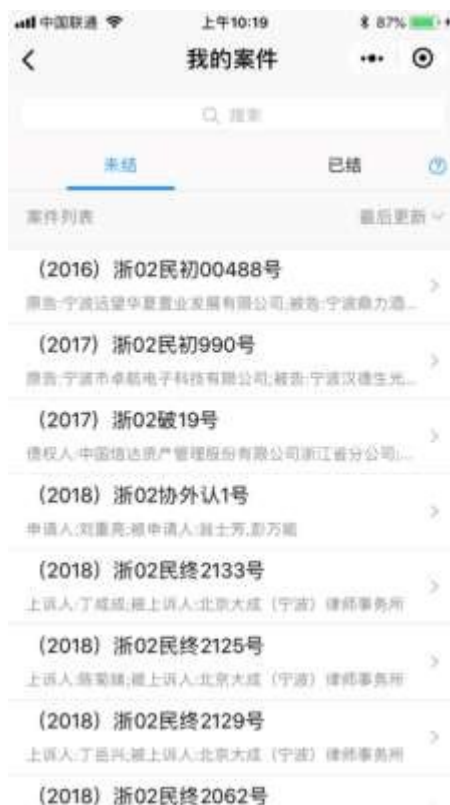 中国联通 上午10:19 87%
我的案件
搜索
未结 已结
案件列表 最后更新
（2016）浙02民初00488号
原告:宁波远望华夏置业发展有限公司;被告:宁波鼎力酒...
（2017）浙02民初990号
原告:宁波市卓航电子科技有限公司;被告:宁波汉德生光...
（2017）浙02破19号
债权人:中国信达资产管理股份有限公司浙江省分公司;...
（2018）浙02协外认1号
申请人:刘重亮;被申请人:翁士芳,彭万能
（2018）浙02民终2133号
上诉人:丁成成;被上诉人:北京大成（宁波）律师事务所
（2018）浙02民终2125号
被上诉人:北京大成（宁波）律师事务所
（2018）浙02民终2129号
上诉人:丁岳兴;被上诉人:北京大成（宁波）律师事务所
（2018）浙02民终2062号